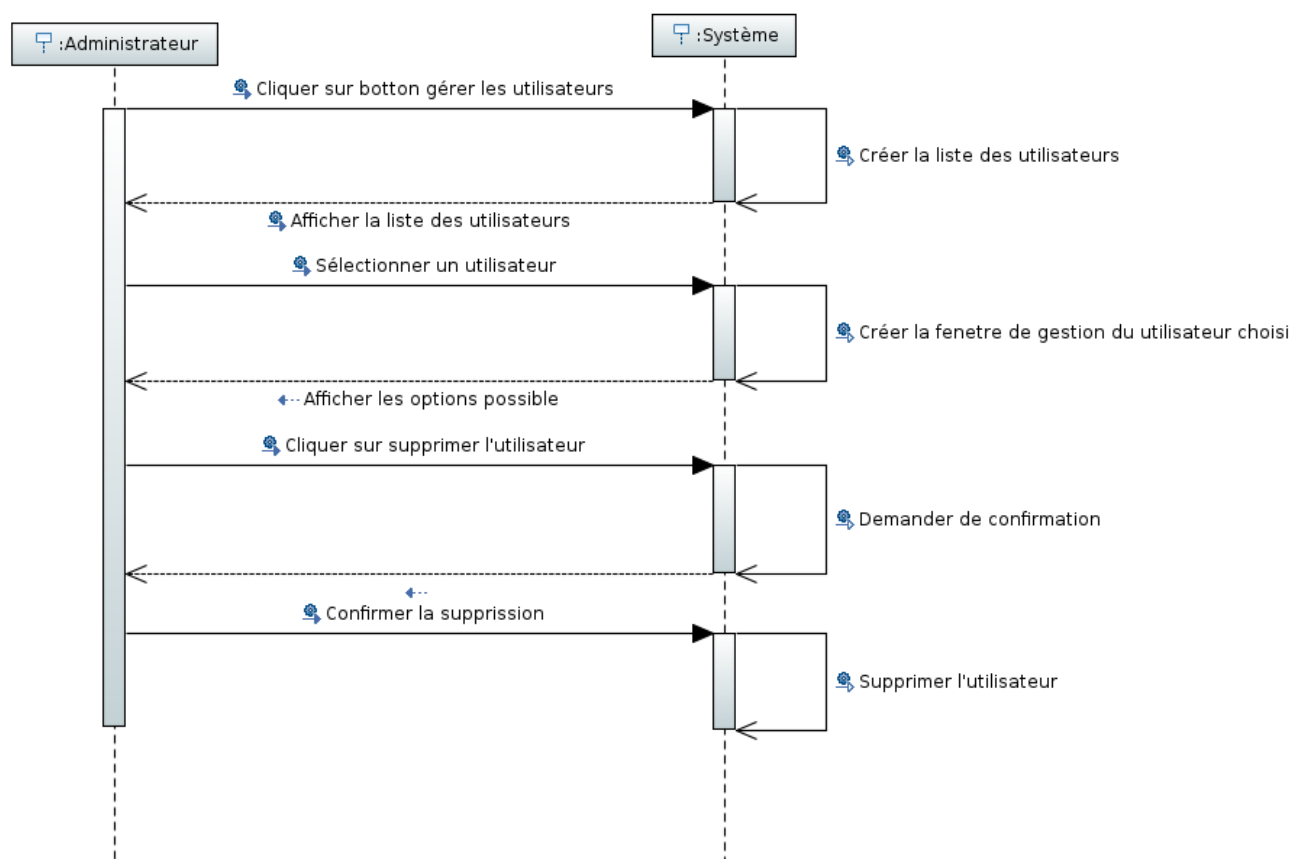 :Administrateur
:Système
Cliquer sur botton gérer les utilisateurs
Créer la liste des utilisateurs
Afficher la liste des utilisateurs
Sélectionner un utilisateur
Créer la fenetre de gestion du utilisateur choisi
Afficher les options possible
Cliquer sur supprimer l'utilisateur
Demander de confirmation
Confirmer la supprission
Supprimer l'utilisateur